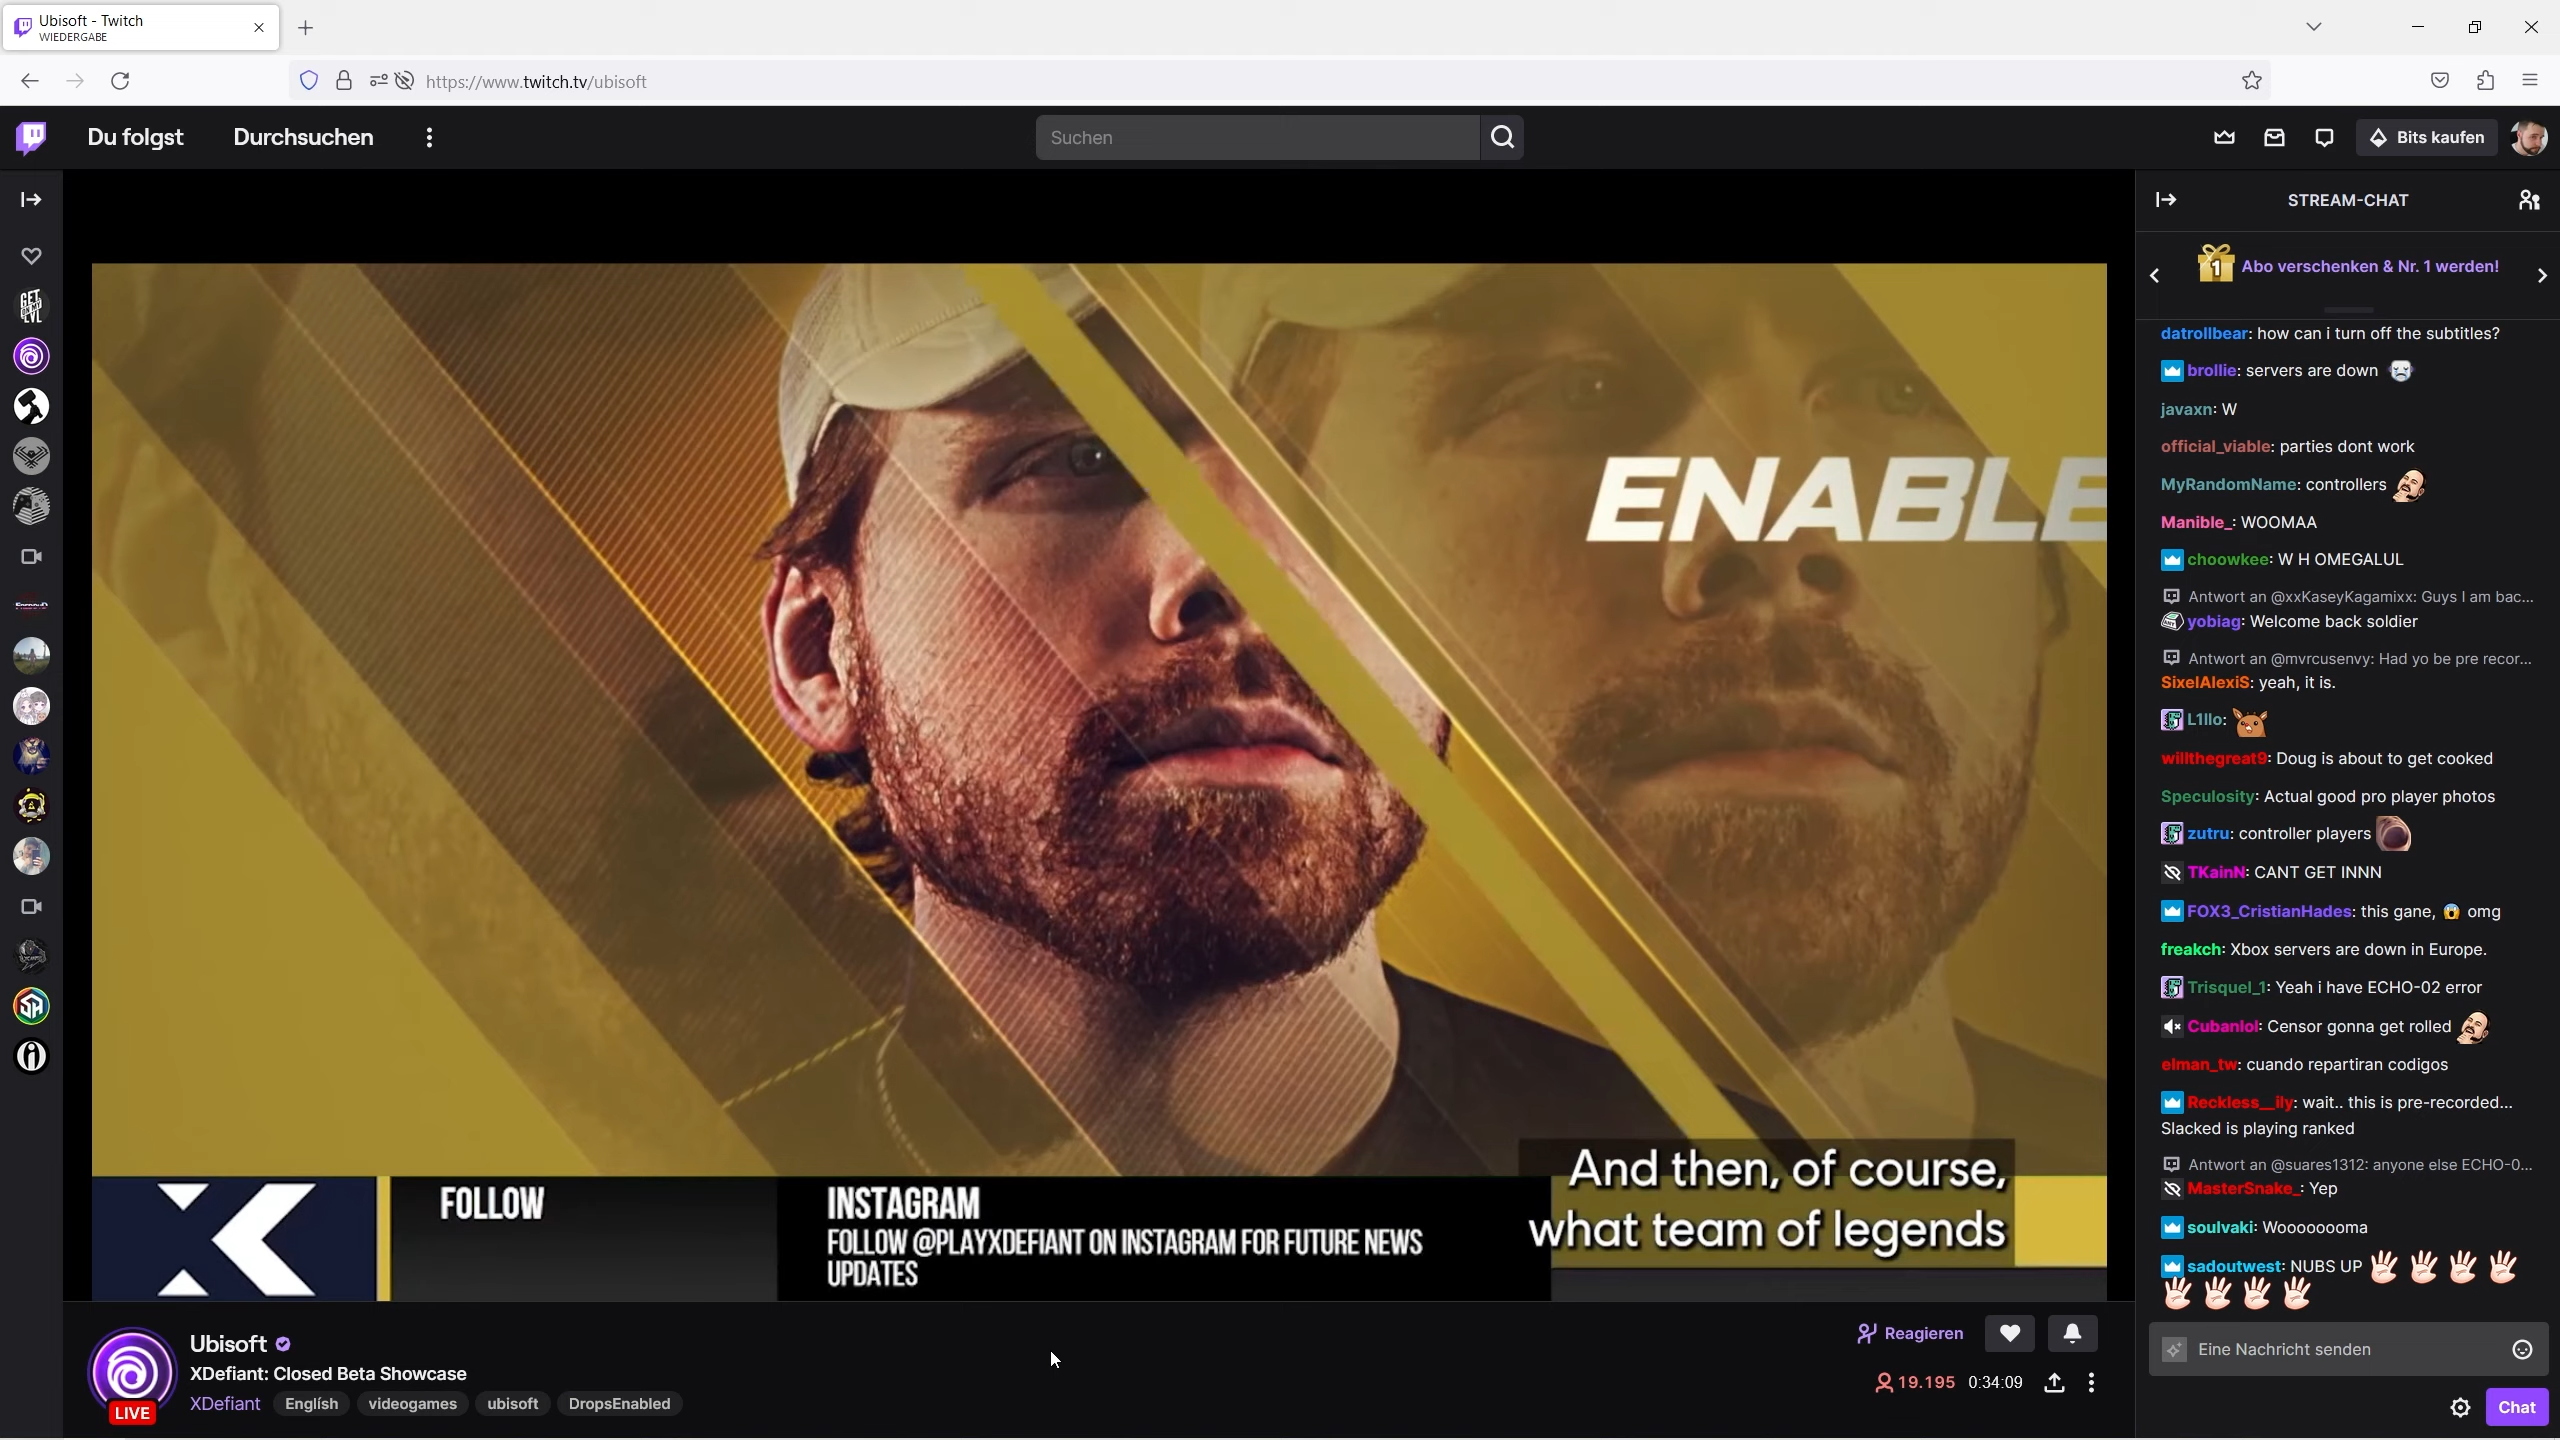 Ubisoft - Twitch
WIEDERGABE
https://www.twitch.tv/ubisoft
Du folgst
Durchsuchen
Suchen
Bits kaufen
GET
LVL
ENABLE
And then, of course,
what team of legends
FOLLOW
INSTAGRAM
FOLLOW @PLAYXDEFIANT ON INSTAGRAM FOR FUTURE NEWS
UPDATES
Ubisoft
XDefiant: Closed Beta Showcase
XDefiant
English
videogames
ubisoft
DropsEnabled
LIVE
Reagieren
19.195
0:34:09
STREAM-CHAT
1
Abo verschenken & Nr. 1 werden!
datrollbear: how can i turn off the subtitles?
brollie: servers are down
javaxn: W
official_viable: parties dont work
MyRandomName: controllers
Manible_: WOOMAA
choowkee: W H OMEGALUL
Antwort an @xxKaseyKagamixx: Guys I am bac...
yobiag: Welcome back soldier
Antwort an @mvrcusenvy: Had yo be pre recor...
SixelAlexiS: yeah, it is.
L1llo:
willthegreat9: Doug is about to get cooked
Speculosity: Actual good pro player photos
zutru: controller players
TKainN: CANT GET INNN
FOX3_CristianHades: this gane, omg
freakch: Xbox servers are down in Europe.
Trisquel_1: Yeah i have ECHO-02 error
Cubanlol: Censor gonna get rolled
elman_tw: cuando repartiran codigos
Reckless__ily: wait.. this is pre-recorded...
Slacked is playing ranked
Antwort an @suares1312: anyone else ECHO-0...
MasterSnake_: Yep
soulvaki: Woooooooma
sadoutwest: NUBS UP
Eine Nachricht senden
Chat